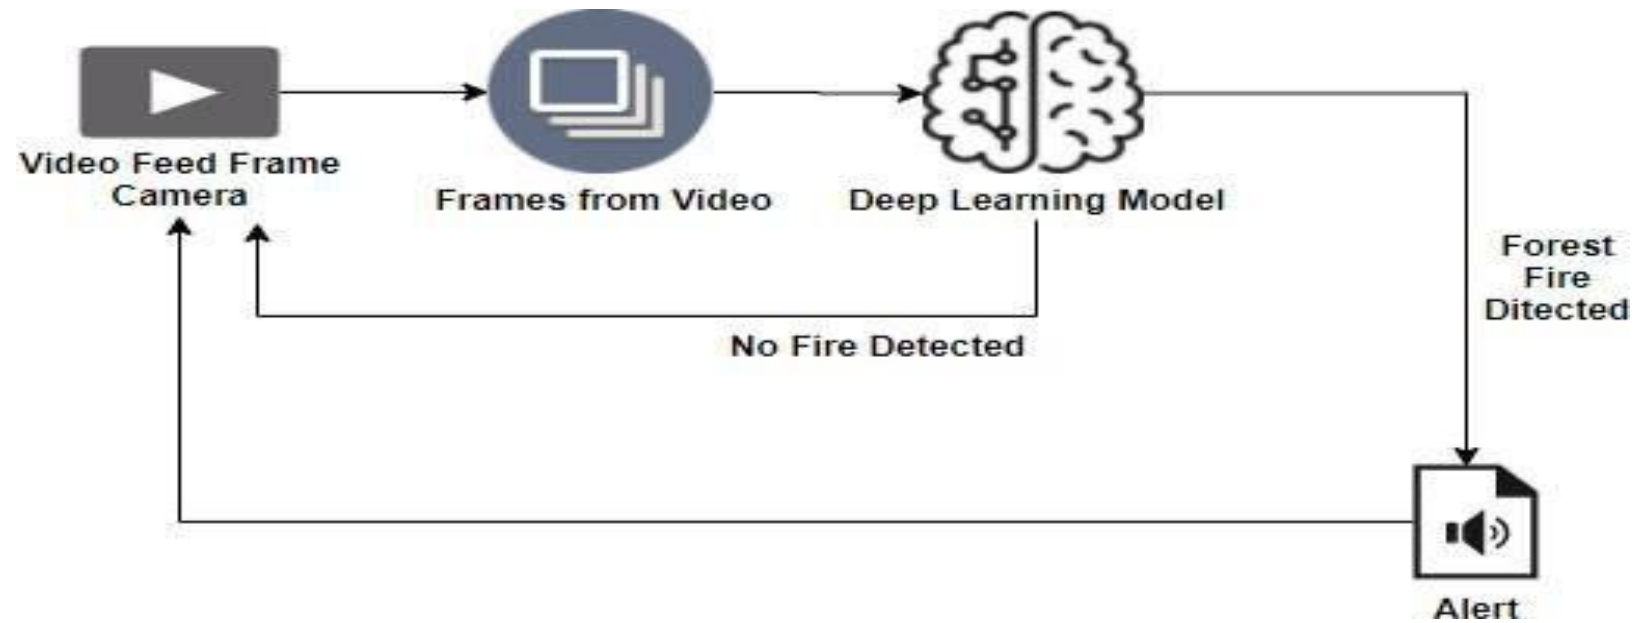 Video Feed Frame
Camera
Frames from Video
Deep Learning Model
Forest
Fire
Ditected
No Fire Detected
Alert